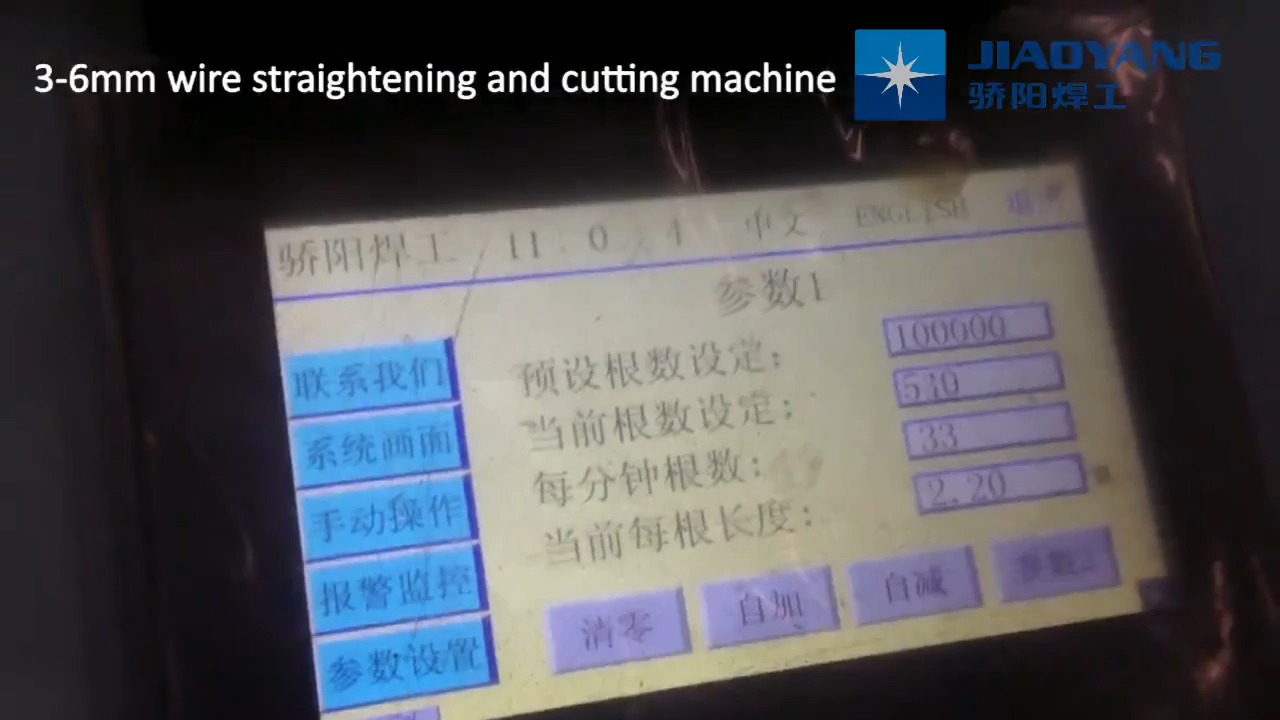 3-6mm wire straightening and cutting machine
JIAOYANG
骄阳焊工
骄阳焊工 11 0 4 中文 ENGLISH
参数1
预设根数设定: 100000
当前根数设定: 540
每分钟根数: 33
当前每根长度: 2.20
联系我们
系统画面
手动操作
报警监控
参数设置
清零 自加 自减